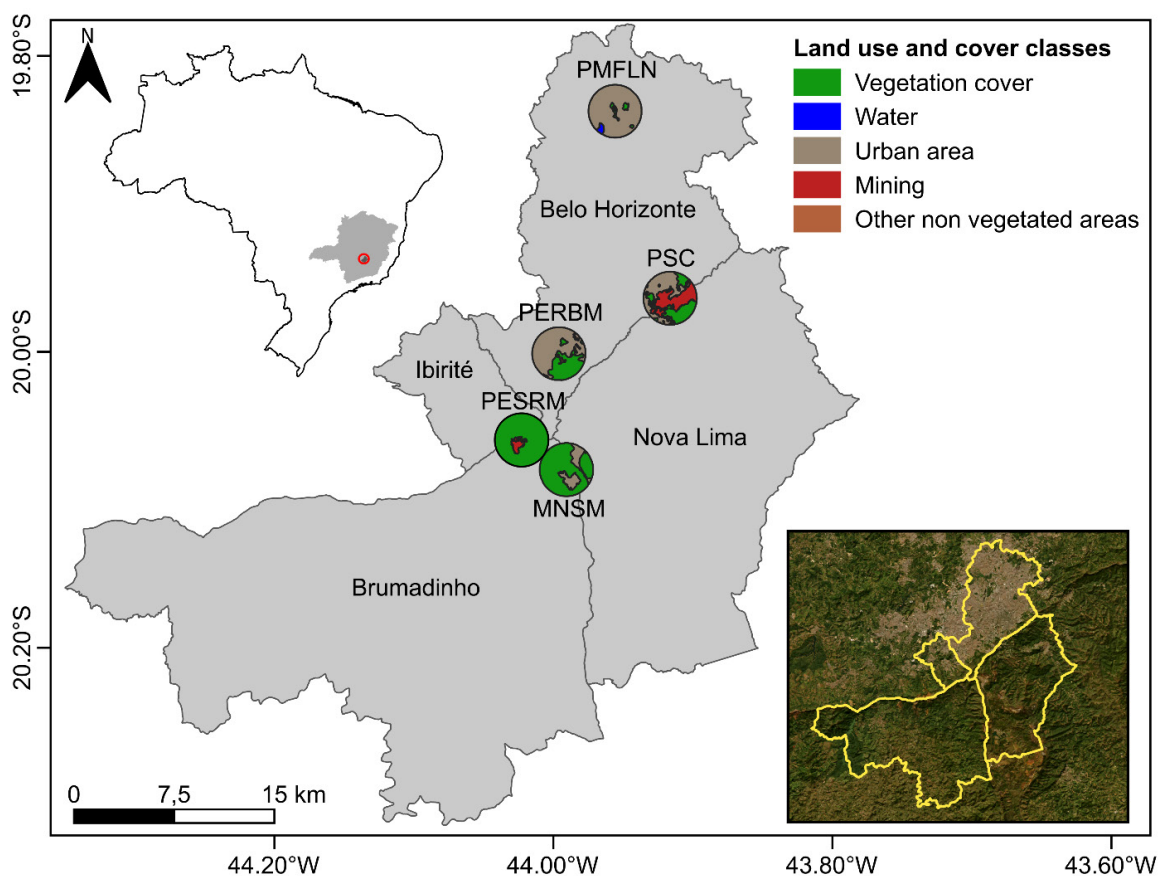 N
19.80°S
20.00°S
20.20°S
Land use and cover classes
Vegetation cover
Water
Urban area
Mining
Other non vegetated areas
PMFLN
Belo Horizonte
PSC
PERBM
Ibirité
PESRM
Nova Lima
MNSM
Brumadinho
0 7,5 15 km
44.20°W 44.00°W 43.80°W 43.60°W